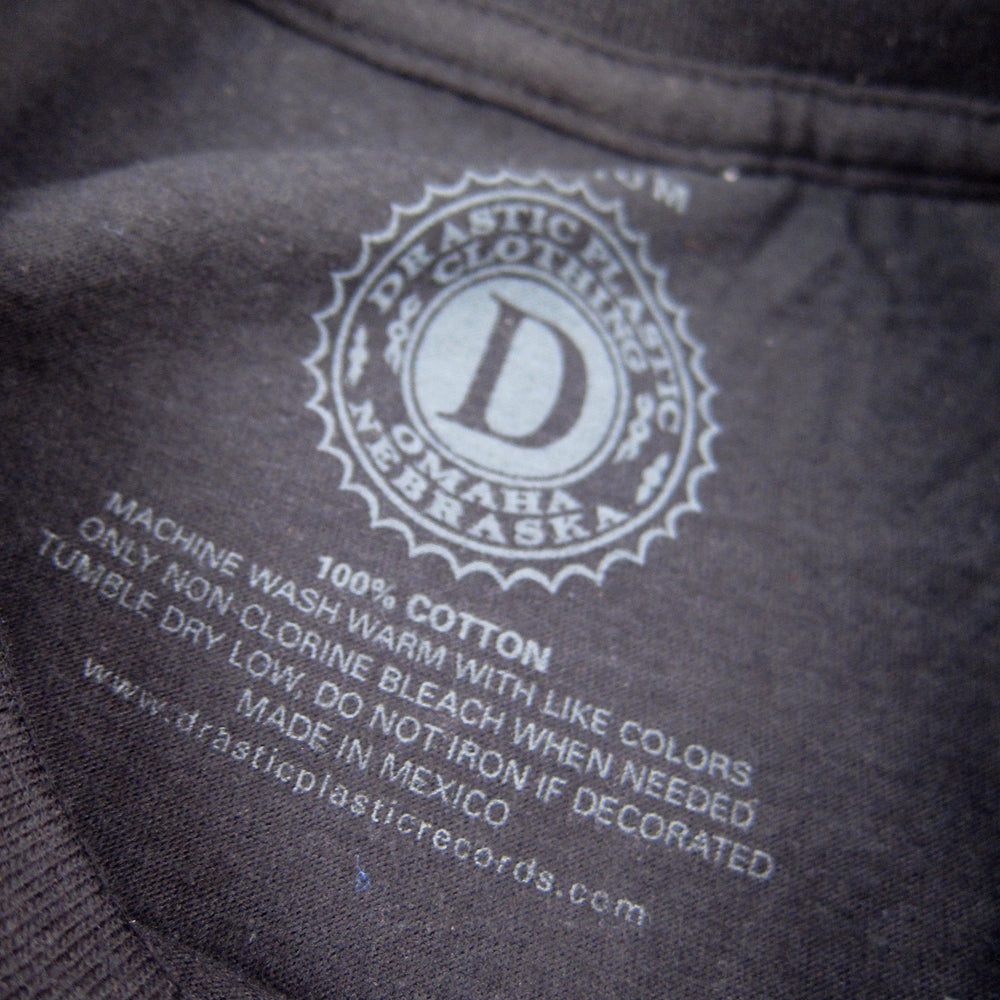 DRASTIC PLASTIC
CLOTHING
D
OMAHA
NEBRASKA
100% COTTON
MACHINE WASH WARM WITH LIKE COLORS
ONLY NON CLORINE BLEACH WHEN NEEDED
TUMBLE DRY LOW, DO NOT IRON IF DECORATED
MADE IN MEXICO
www.drasticplasticrecords.com